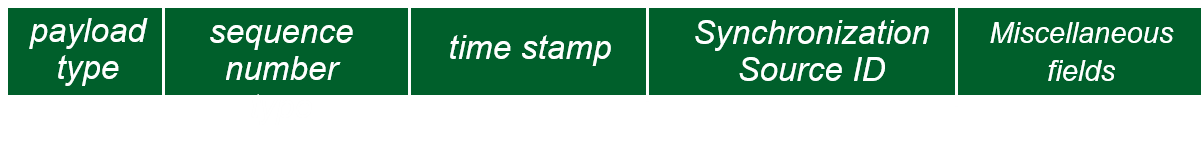 payload
type
sequence
number
time stamp
Synchronization
Source ID
Miscellaneous
fields